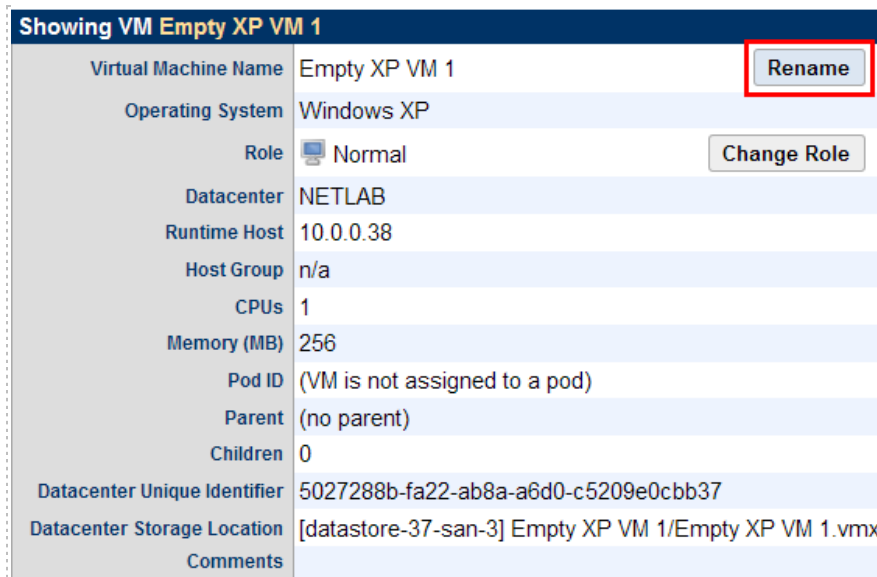 Showing VM Empty XP VM 1
Virtual Machine Name Empty XP VM 1 Rename
Operating System Windows XP
Role Normal Change Role
Datacenter NETLAB
Runtime Host 10.0.0.38
Host Group n/a
CPUs 1
Memory (MB) 256
Pod ID (VM is not assigned to a pod)
Parent (no parent)
Children 0
Datacenter Unique Identifier 5027288b-fa22-ab8a-a6d0-c5209e0cbb37
Datacenter Storage Location [datastore-37-san-3] Empty XP VM 1/Empty XP VM 1.vmx
Comments